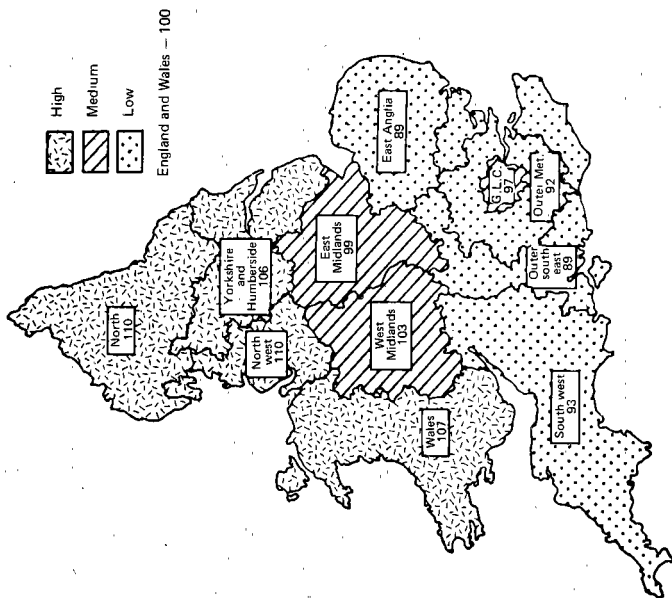 High
Medium
Low
England and Wales – 100
North
110
Yorkshire
and
Humberside
106
North
west
110
East
Midlands
99
West
Midlands
103
Wales
107
East Anglia
89
G.L.C.
97
Outer Met.
92
Outer
south
east
89
South west
93